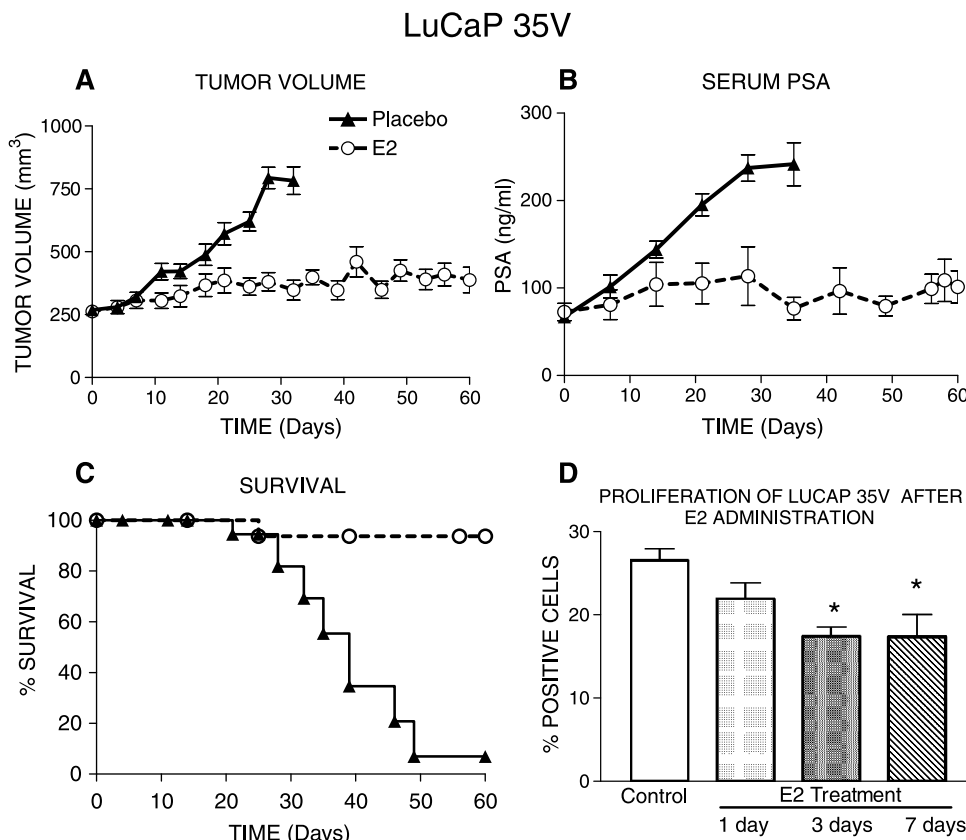 LuCaP 35V
A
TUMOR VOLUME
Placebo
E2
TUMOR VOLUME (mm³)
1000
750
500
250
0
0 10 20 30 40 50 60
TIME (Days)
B
SERUM PSA
PSA (ng/ml)
300
200
100
0
0 10 20 30 40 50 60
TIME (Days)
C
SURVIVAL
% SURVIVAL
100
80
60
40
20
0
0 10 20 30 40 50 60
TIME (Days)
D
PROLIFERATION OF LUCAP 35V AFTER
E2 ADMINISTRATION
% POSITIVE CELLS
30
20
10
0
* *
Control
E2 Treatment
1 day 3 days 7 days